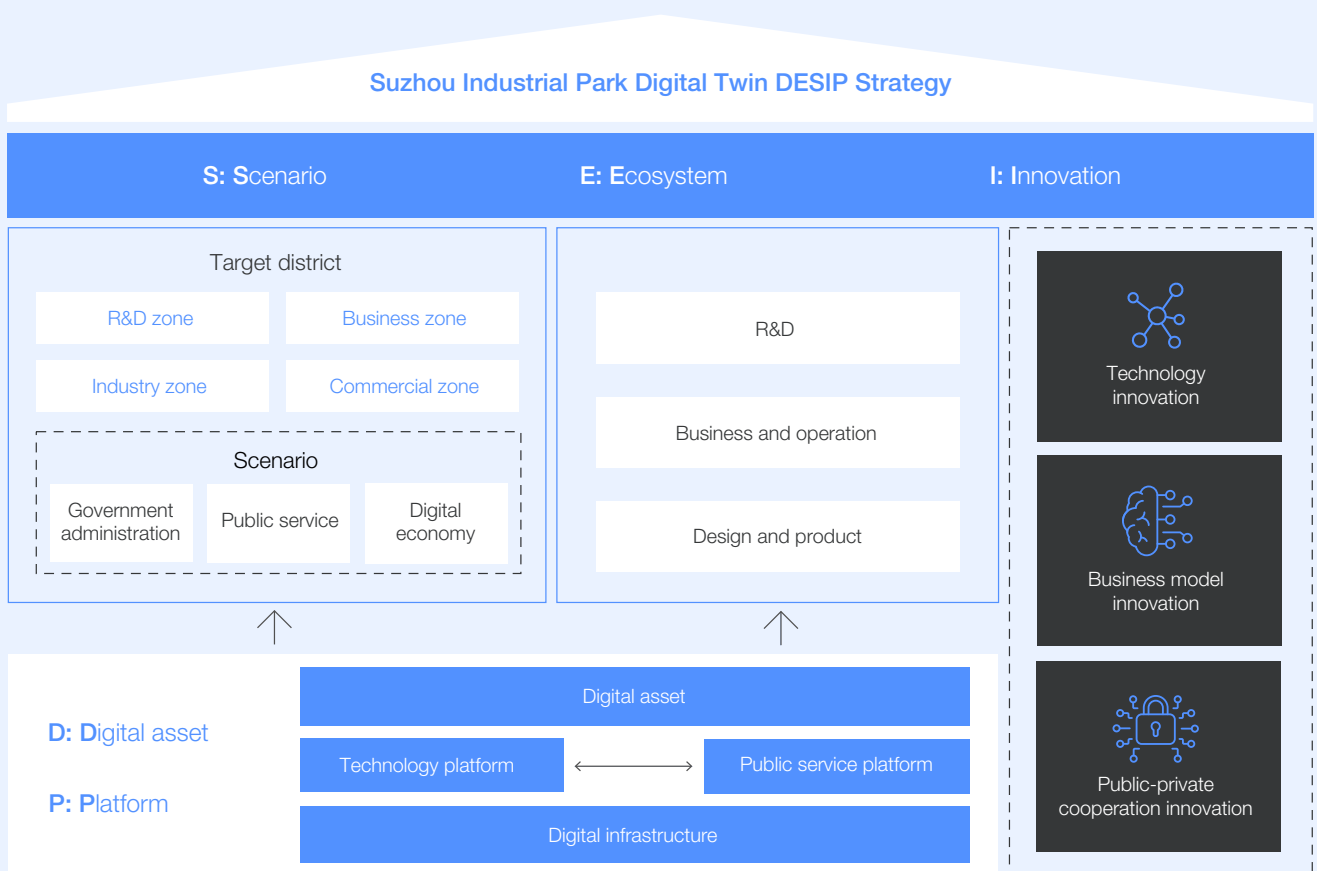 Suzhou Industrial Park Digital Twin DESIP Strategy
S: Scenario
E: Ecosystem
I: Innovation
Target district
R&D zone
Business zone
Industry zone
Commercial zone
Scenario
Government
administration
Public service
Digital
economy
R&D
Business and operation
Design and product
Technology
innovation
Business model
innovation
Public-private
cooperation innovation
D: Digital asset
P: Platform
Digital asset
Technology platform
Public service platform
Digital infrastructure